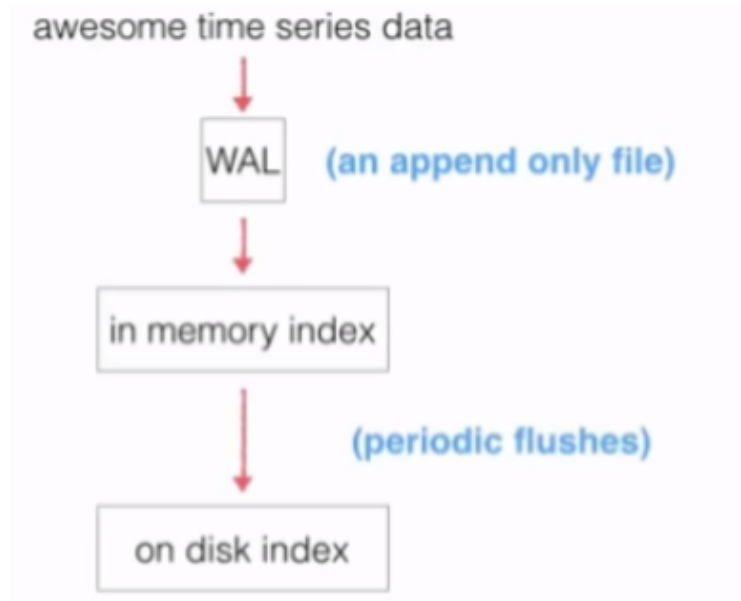 awesome time series data
WAL (an append only file)
in memory index
(periodic flushes)
on disk index